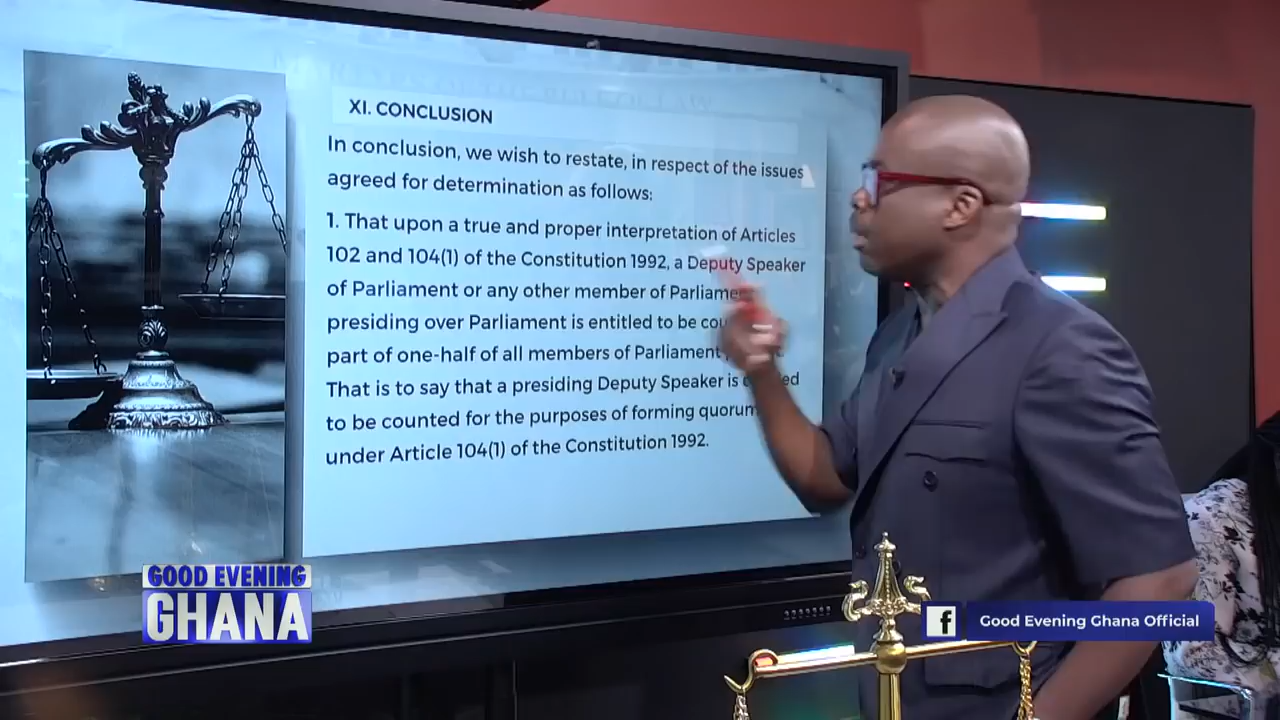 XI. CONCLUSION
In conclusion, we wish to restate, in respect of the issues
agreed for determination as follows:
1. That upon a true and proper interpretation of Articles
102 and 104(1) of the Constitution 1992, a Deputy Speaker
of Parliament or any other member of
presiding over Parliament is entitled to be
part of one-half of all members of Parliament
That is to say that a presiding Deputy Speaker is
to be counted for the purposes of forming quorum
under Article 104(1) of the Constitution 1992.
GOOD EVENING
GHANA
f Good Evening Ghana Official